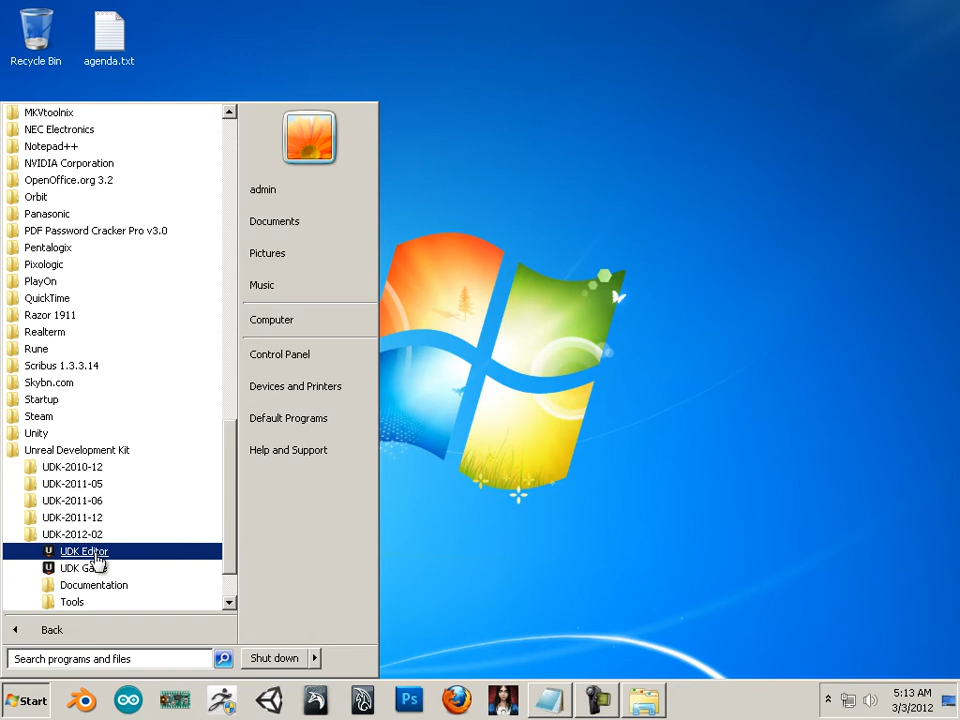 Recycle Bin
agenda.txt
MKVtoolnix
NEC Electronics
Notepad++
NVIDIA Corporation
OpenOffice.org 3.2
Orbit
Panasonic
PDF Password Cracker Pro v3.0
Pentalogix
Pixologic
PlayOn
QuickTime
Razor 1911
Realterm
Rune
Scribus 1.3.3.14
Skybn.com
Startup
Steam
Unity
Unreal Development Kit
UDK-2010-12
UDK-2011-05
UDK-2011-06
UDK-2011-12
UDK-2012-02
UDK Editor
UDK Game
Documentation
Tools
Back
Search programs and files
admin
Documents
Pictures
Music
Computer
Control Panel
Devices and Printers
Default Programs
Help and Support
Shut down
Start
Ps
5:13 AM
3/3/2012